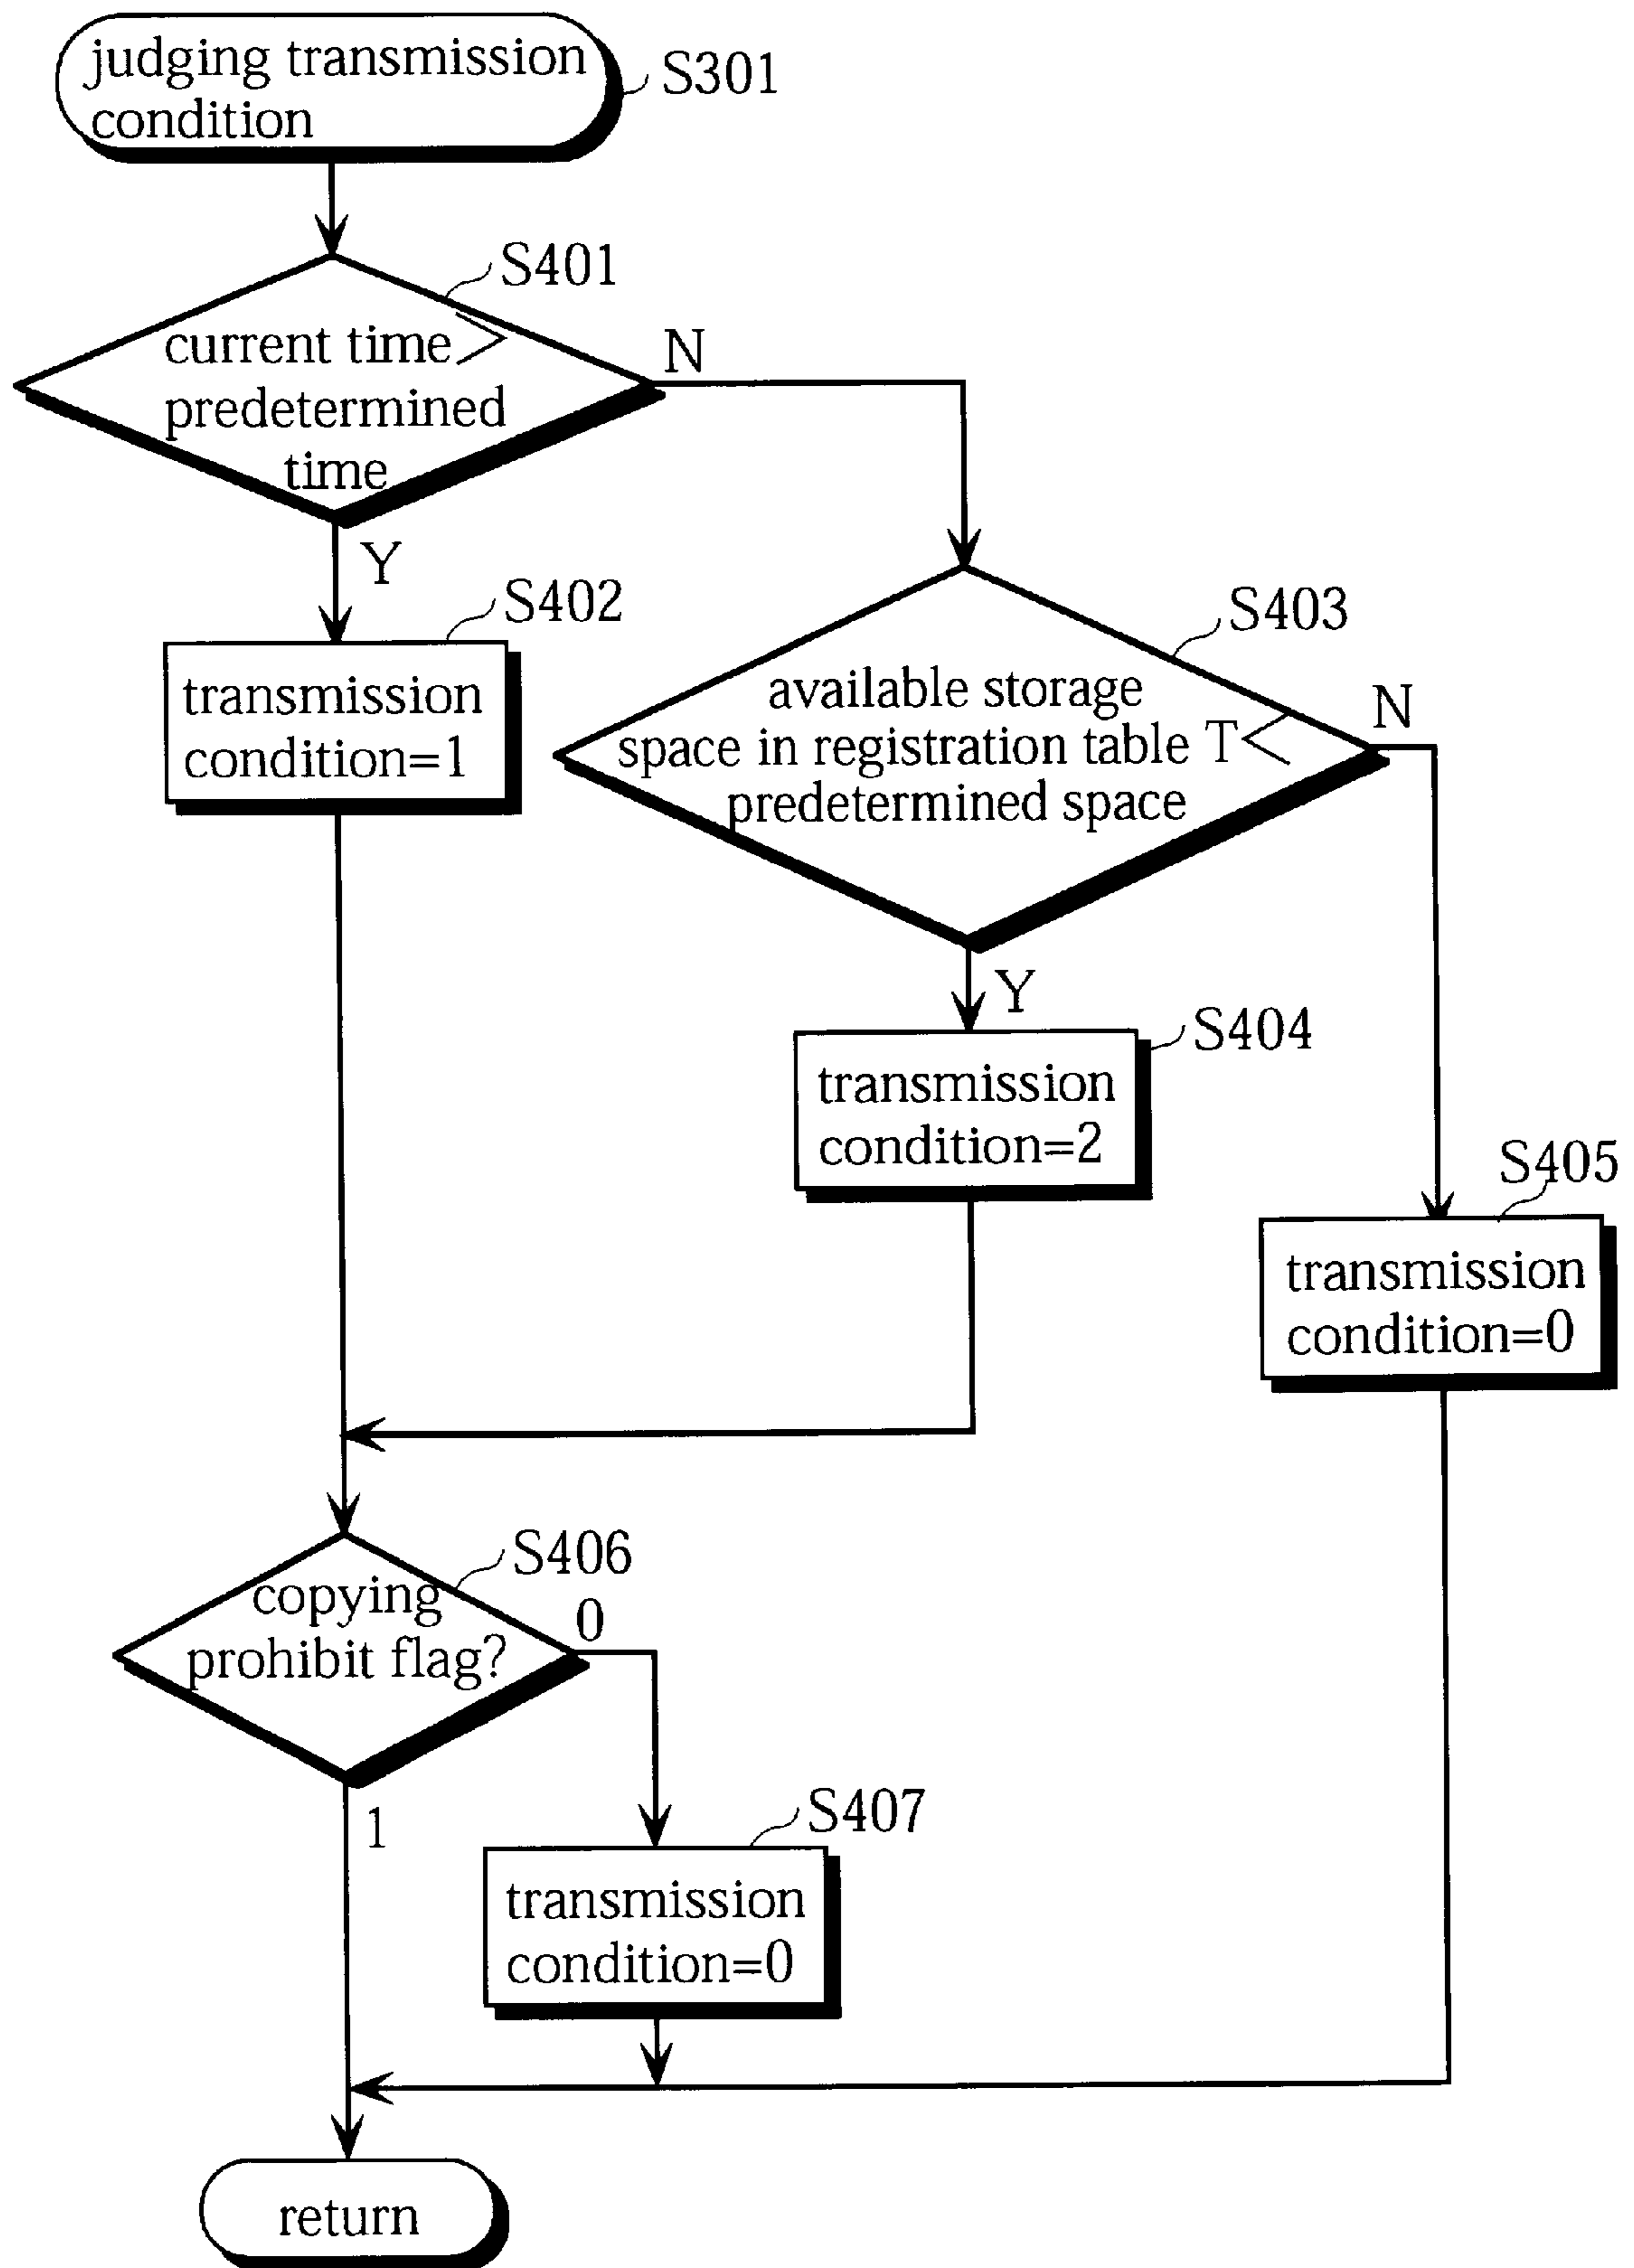 judging transmission
condition
S301
S401
current time>
predetermined
time
N
Y
S402
transmission
condition=1
S403
available storage
space in registration table T<
predetermined space
N
Y
S404
transmission
condition=2
S405
transmission
condition=0
S406
copying
prohibit flag?
0
1
S407
transmission
condition=0
return